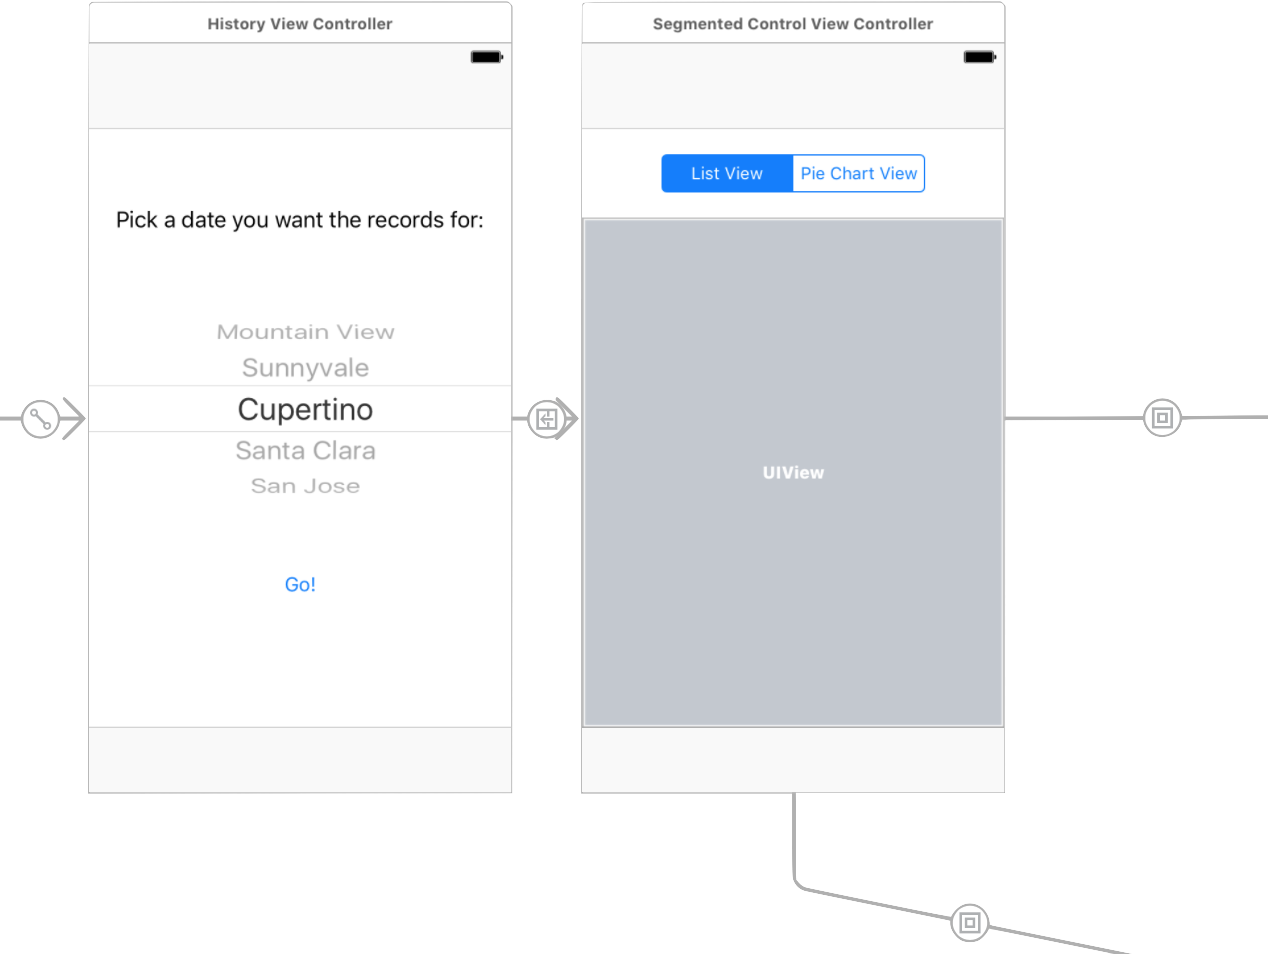 History View Controller
Pick a date you want the records for:
Mountain View
Sunnyvale
Cupertino
Santa Clara
San Jose
Go!
Segmented Control View Controller
List View
Pie Chart View
UIView